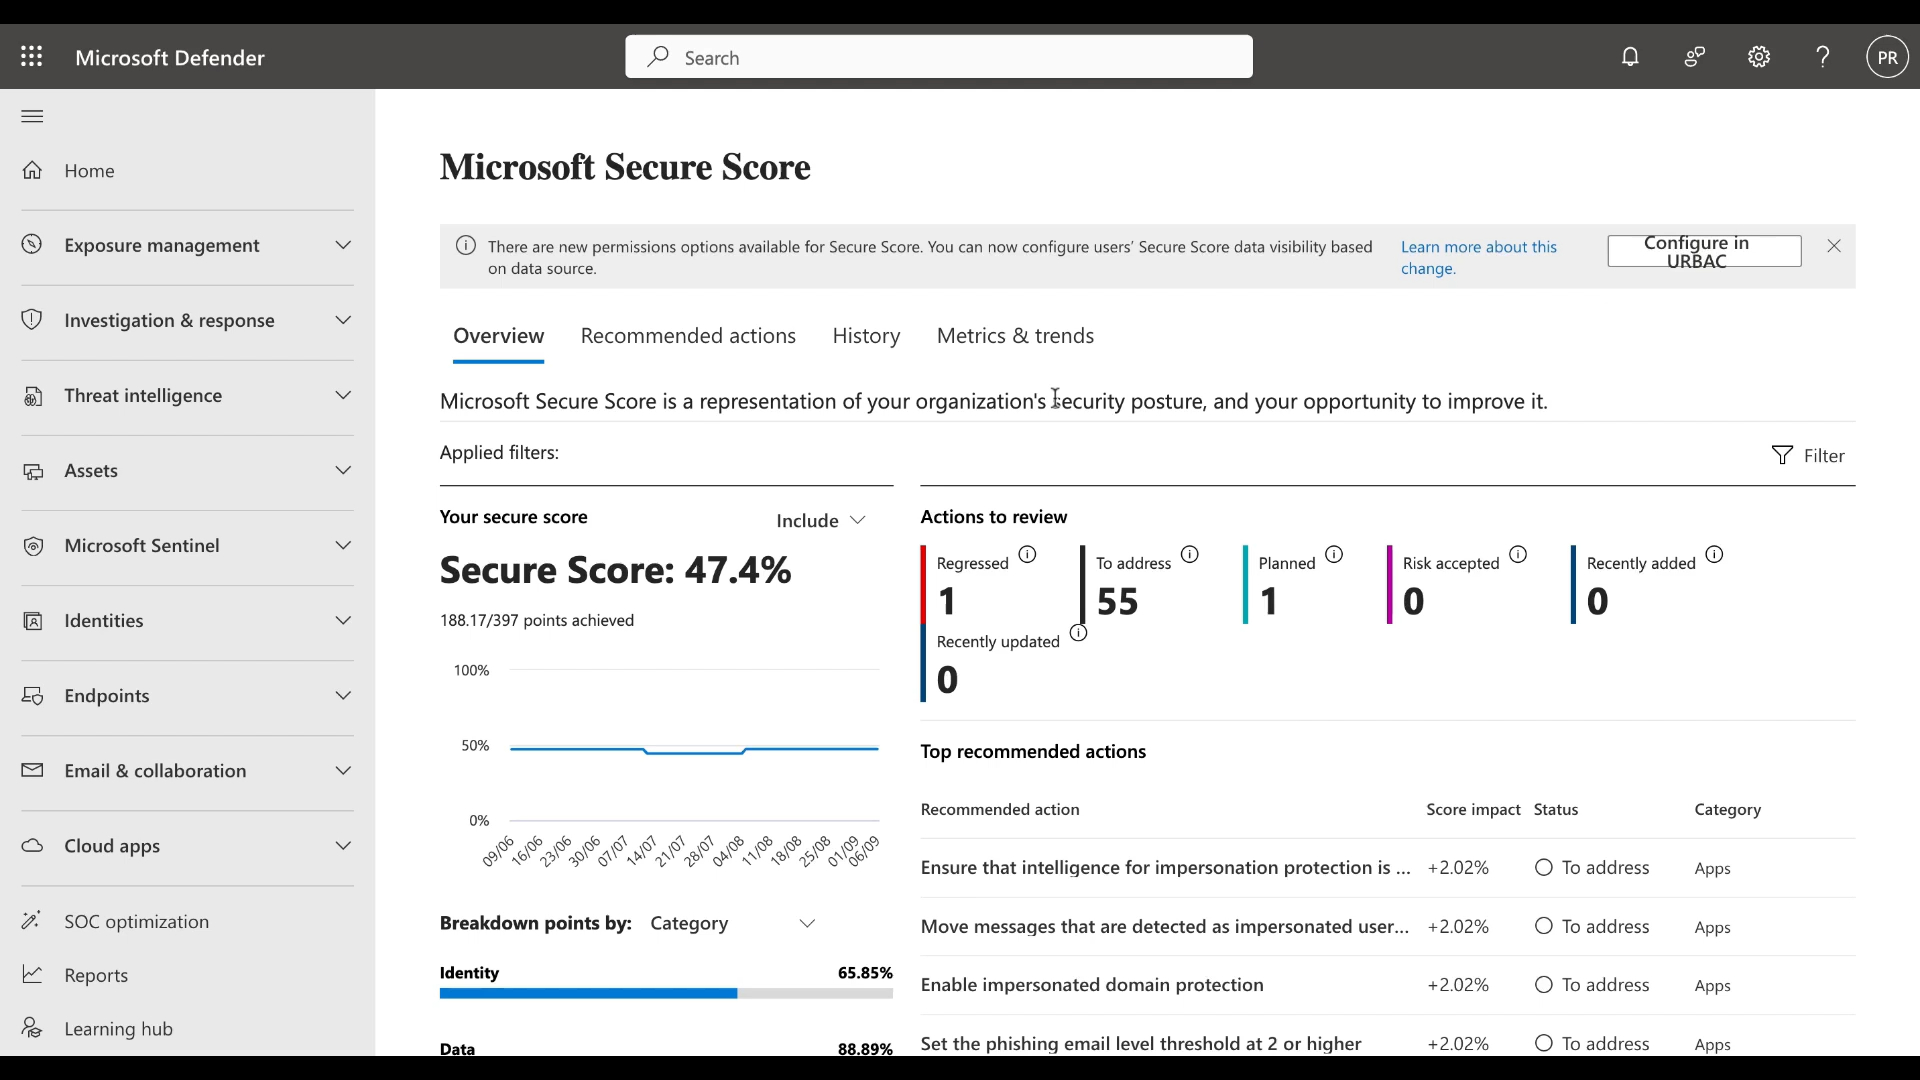 Microsoft Defender
Search
PR
Home
Exposure management
Investigation & response
Threat intelligence
Assets
Microsoft Sentinel
Identities
Endpoints
Email & collaboration
Cloud apps
SOC optimization
Reports
Learning hub
Microsoft Secure Score
There are new permissions options available for Secure Score. You can now configure users' Secure Score data visibility based
on data source.
Learn more about this
change.
Configure in
URBAC
Overview
Recommended actions
History
Metrics & trends
Microsoft Secure Score is a representation of your organization's security posture, and your opportunity to improve it.
Applied filters:
Filter
Your secure score
Include
Secure Score: 47.4%
188.17/397 points achieved
100%
50%
0%
09/06 16/06 23/06 30/06 07/07 14/07 21/07 28/07 04/08 11/08 18/08 25/08 01/09 06/09
Breakdown points by: Category
Identity 65.85%
Data 88.89%
Actions to review
Regressed
1
To address
55
Planned
1
Risk accepted
0
Recently added
0
Recently updated
0
Top recommended actions
Recommended action Score impact Status Category
Ensure that intelligence for impersonation protection is ... +2.02% To address Apps
Move messages that are detected as impersonated user... +2.02% To address Apps
Enable impersonated domain protection +2.02% To address Apps
Set the phishing email level threshold at 2 or higher +2.02% To address Apps